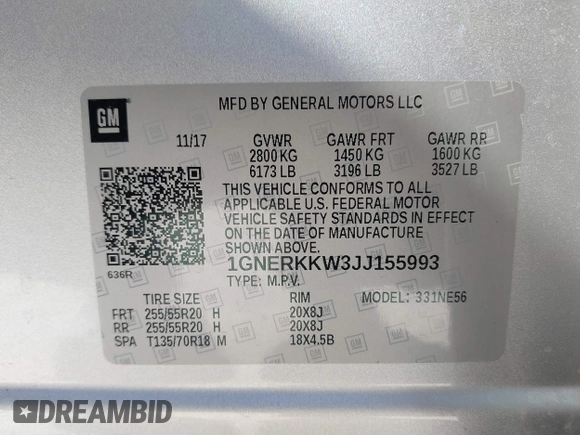 GM
MFD BY GENERAL MOTORS LLC
11/17 GVWR GAWR FRT GAWR RR
2800 KG 1450 KG 1600 KG
6173 LB 3196 LB 3527 LB
THIS VEHICLE CONFORMS TO ALL
APPLICABLE U.S. FEDERAL MOTOR
VEHICLE SAFETY STANDARDS IN EFFECT
ON THE DATE OF MANUFACTURE
SHOWN ABOVE.
636R
1GNERKKW3JJ155993
TYPE: M.P.V.
TIRE SIZE RIM MODEL: 331NE56
FRT 255/55R20 H 20X8J
RR 255/55R20 H 20X8J
SPA T135/70R18 M 18X4.5B
DREAMBID